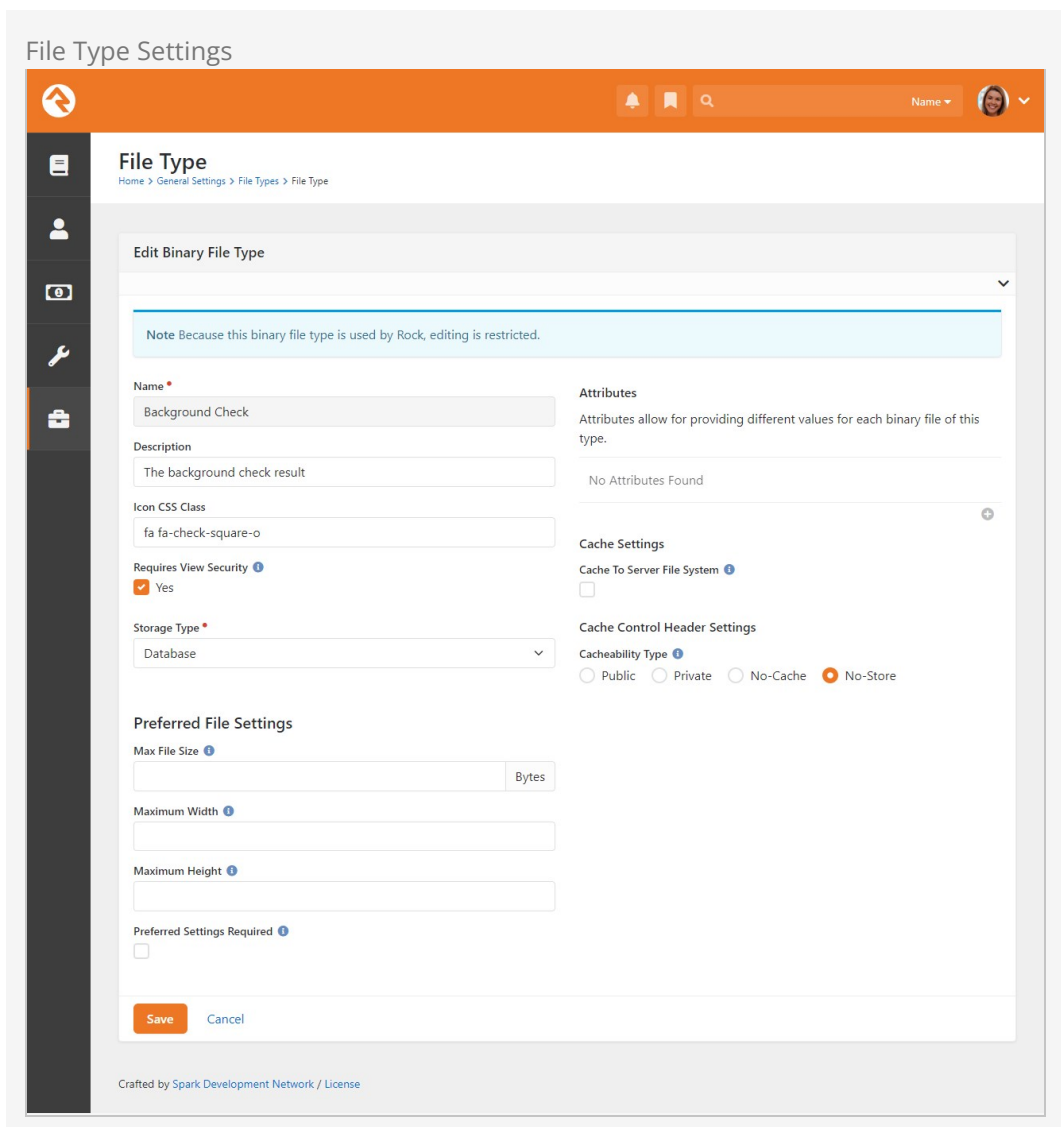 File Type Settings
Name
File Type
Home > General Settings > File Types > File Type
Edit Binary File Type
Note Because this binary file type is used by Rock, editing is restricted.
Name
Background Check
Description
The background check result
Icon CSS Class
fa fa-check-square-o
Requires View Security
Yes
Storage Type
Database
Preferred File Settings
Max File Size
Bytes
Maximum Width
Maximum Height
Preferred Settings Required
Attributes
Attributes allow for providing different values for each binary file of this
type.
No Attributes Found
Cache Settings
Cache To Server File System
Cache Control Header Settings
Cacheability Type
Public Private No-Cache No-Store
Save Cancel
Crafted by Spark Development Network / License